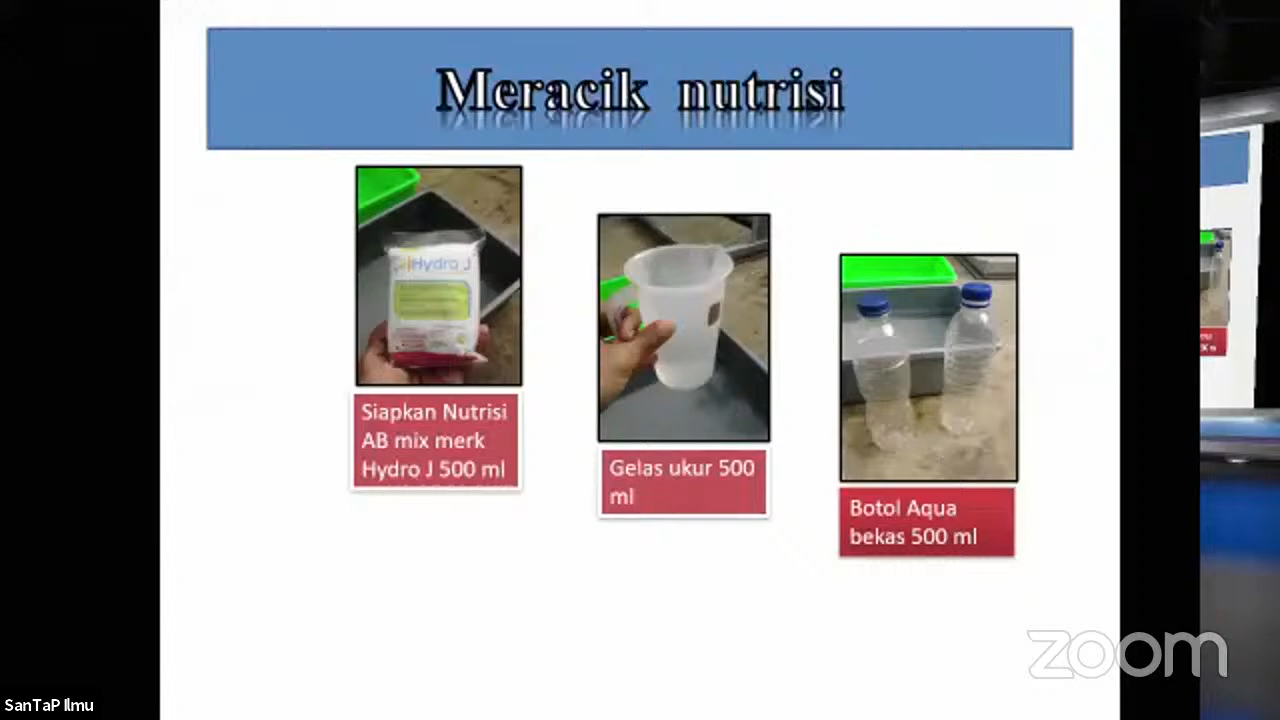 Meracik nutrisi
Hydro J
Siapkan Nutrisi
AB mix merk
Hydro J 500 ml
Gelas ukur 500
ml
Botol Aqua
bekas 500 ml
zoom
SanTaP Ilmu